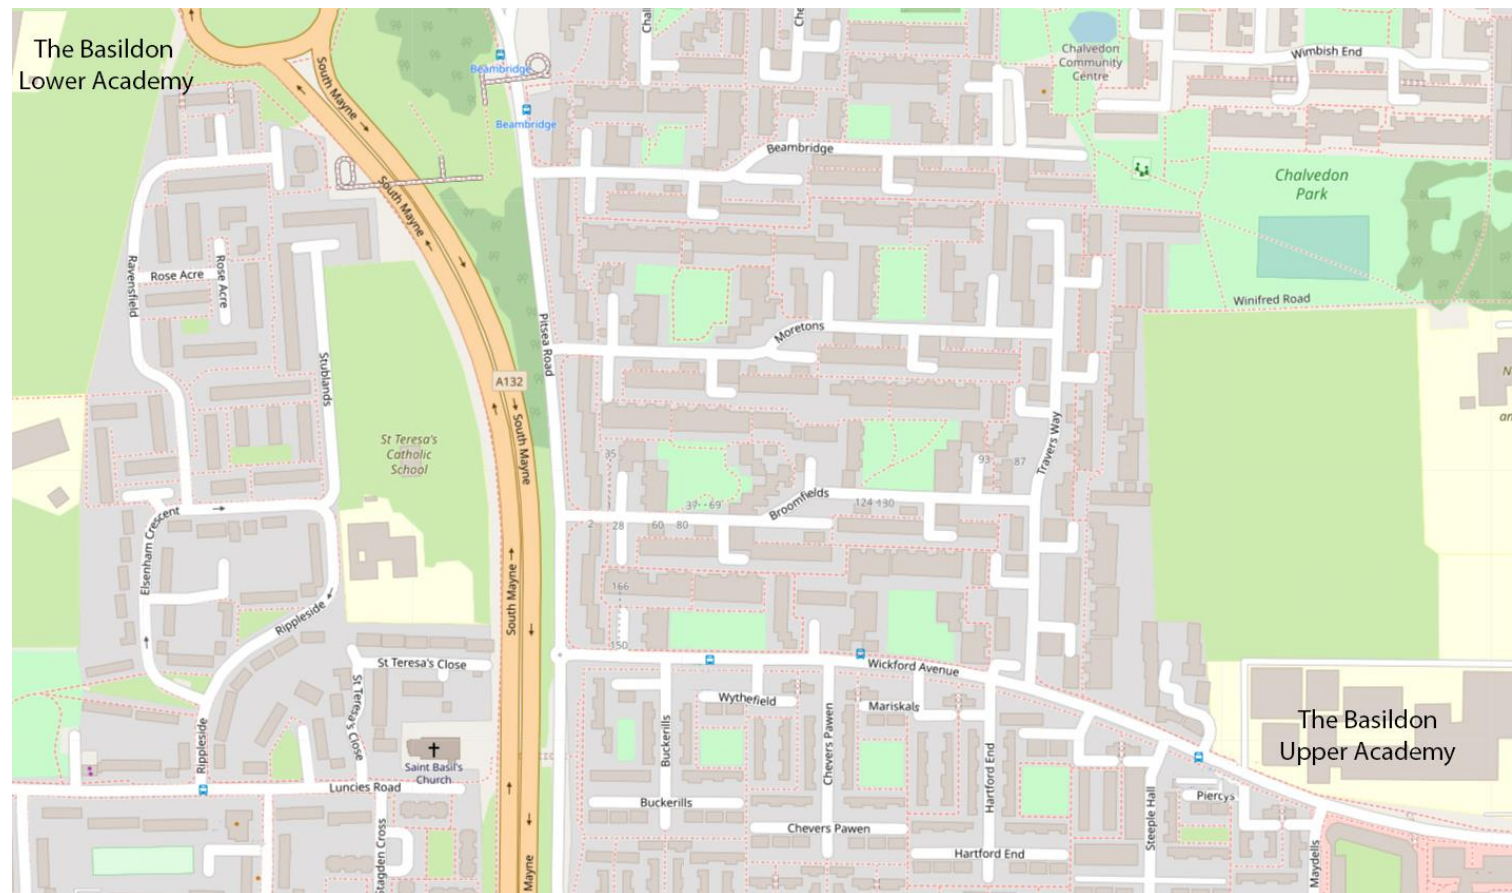 The Basildon
Lower Academy
South Mayne
Beambridge
Beambridge
Chalvedon
Community
Centre
Wimbish End
Beambridge
Chalvedon
Park
South Mayne
Ravensfield
Rose Acre
Rose Acre
Winifred Road
Pitsea Road
Moretons
Stublands
A132
South Mayne
St Teresa's
Catholic
School
Travers Way
35
93
87
37
69
Broomfields
124
130
2
28
60
80
Elsenham Crescent
South Mayne
166
Rippleside
150
St Teresa's Close
Wickford Avenue
St Teresa's Close
Wythefield
Mariskals
Buckerills
Chevers Pawen
Hartford End
The Basildon
Upper Academy
Rippleside
Saint Basil's
Church
Luncies Road
Buckerills
Piercys
Steeple Hall
Chevers Pawen
Hartford End
Mayne
Maydells